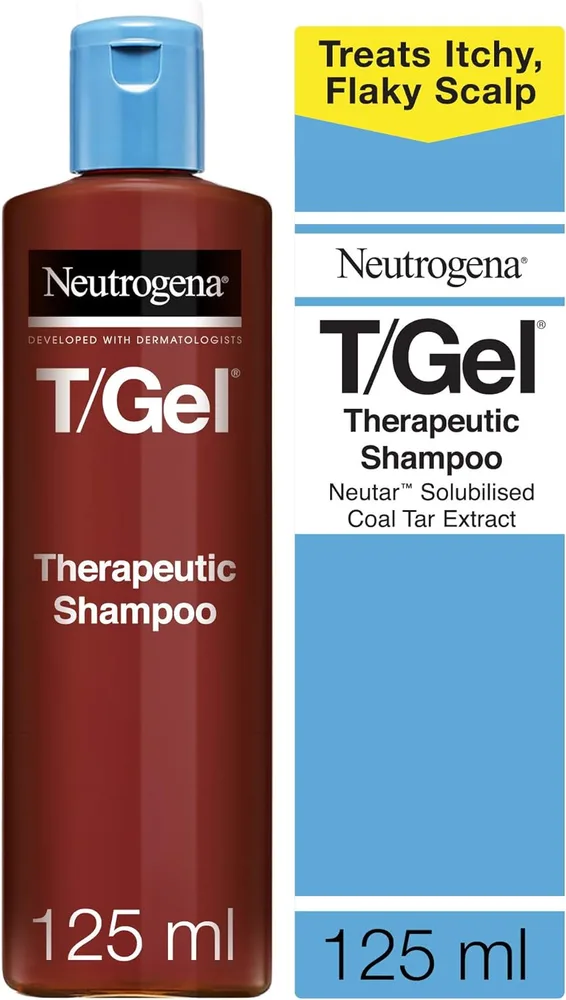 Neutrogena®
DEVELOPED WITH DERMATOLOGISTS
T/Gel®
Therapeutic
Shampoo
125 ml
Treats Itchy,
Flaky Scalp
Neutrogena®
T/Gel®
Therapeutic
Shampoo
Neutar™ Solubilised
Coal Tar Extract
125 ml